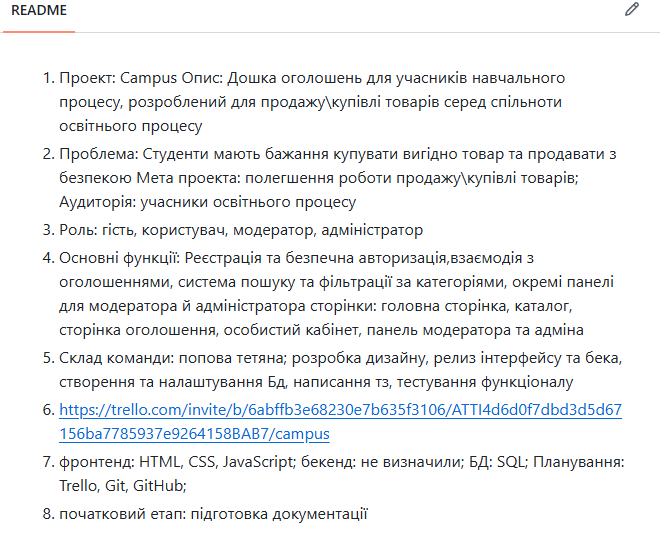 README
1. Проект: Campus Опис: Дошка оголошень для учасників навчального
процесу, розроблений для продажу\купівлі товарів серед спільноти
освітнього процесу
2. Проблема: Студенти мають бажання купувати вигідно товар та продавати з
безпекою Мета проекта: полегшення роботи продажу\купівлі товарів;
Аудиторія: учасники освітнього процесу
3. Роль: гість, користувач, модератор, адміністратор
4. Основні функції: Реєстрація та безпечна авторизація,взаємодія з
оголошеннями, система пошуку та фільтрації за категоріями, окремі панелі
для модератора й адміністратора сторінки: головна сторінка, каталог,
сторінка оголошення, особистий кабінет, панель модератора та адміна
5. Склад команди: попова тетяна; розробка дизайну, релиз інтерфейсу та бека,
створення та налаштування Бд, написання тз, тестування функціоналу
6. https://trello.com/invite/b/6abffb3e68230e7b635f3106/ATTI4d6d0f7dbd3d5d67
156ba7785937e9264158BAB7/campus
7. фронтенд: HTML, CSS, JavaScript; бекенд: не визначили; БД: SQL; Планування:
Trello, Git, GitHub;
8. початковий етап: підготовка документації